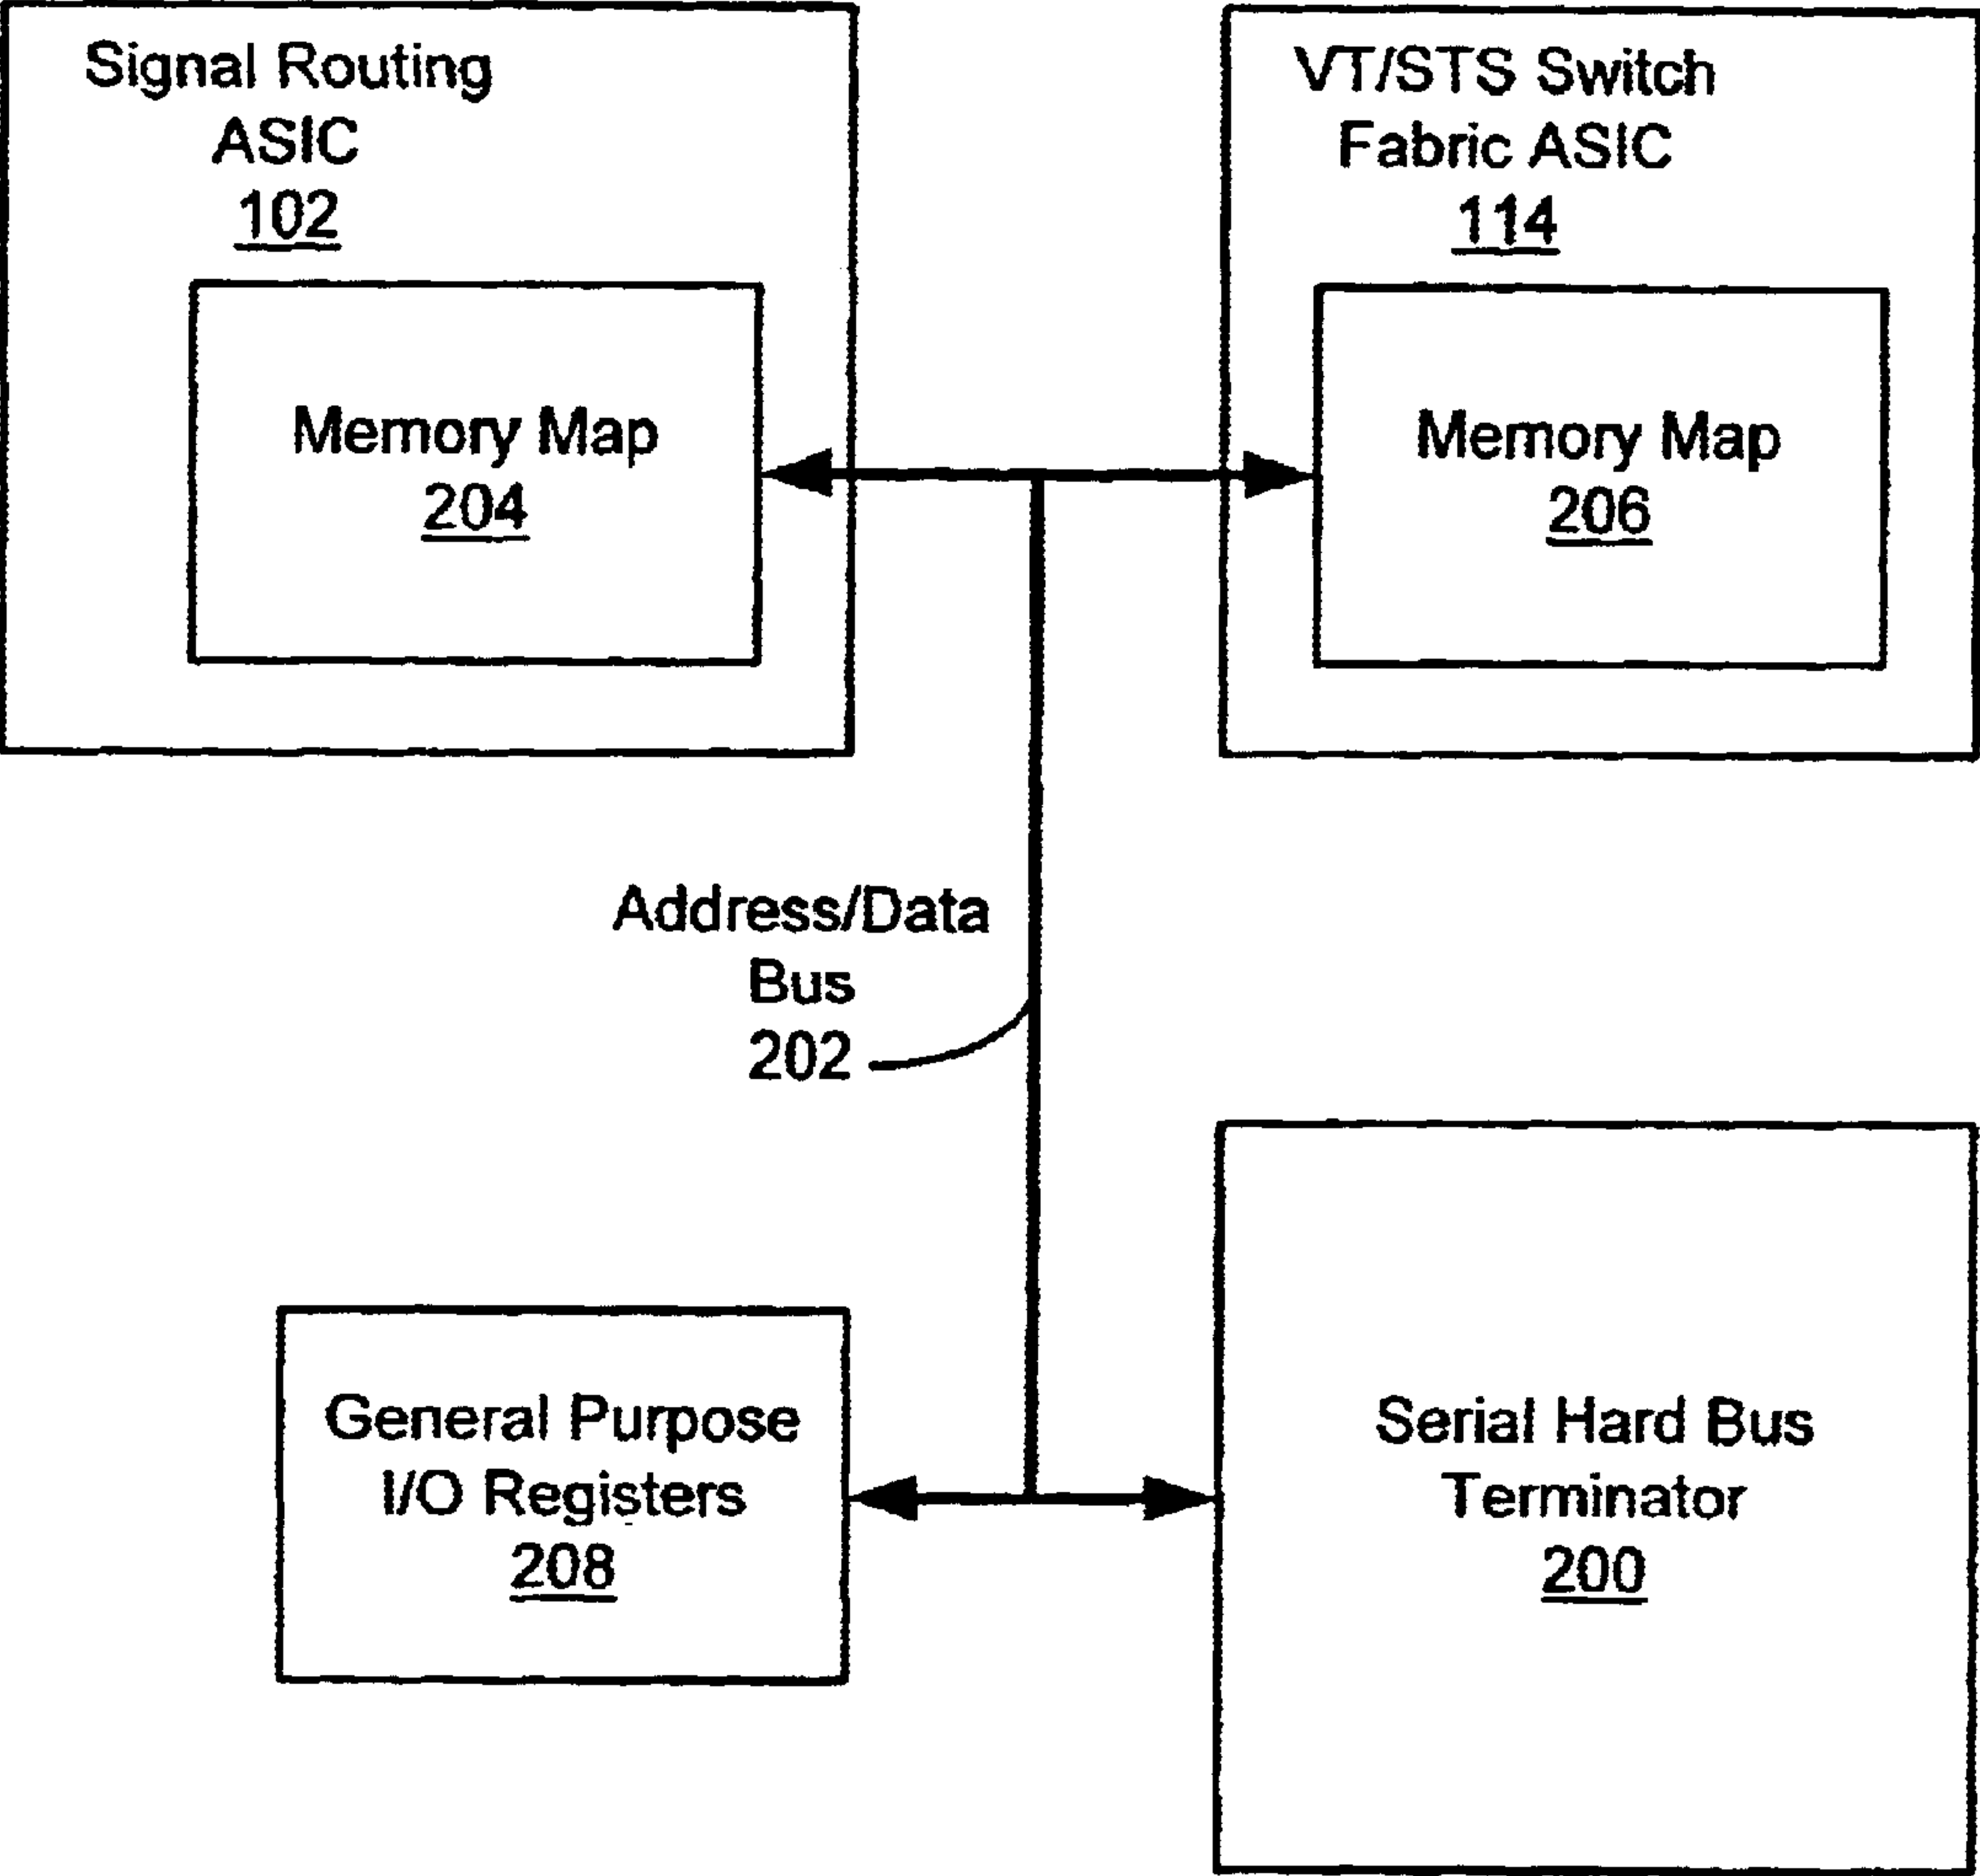 Signal Routing
ASIC
102
Memory Map
204
VT/STS Switch
Fabric ASIC
114
Memory Map
206
Address/Data
Bus
202
General Purpose
I/O Registers
208
Serial Hard Bus
Terminator
200